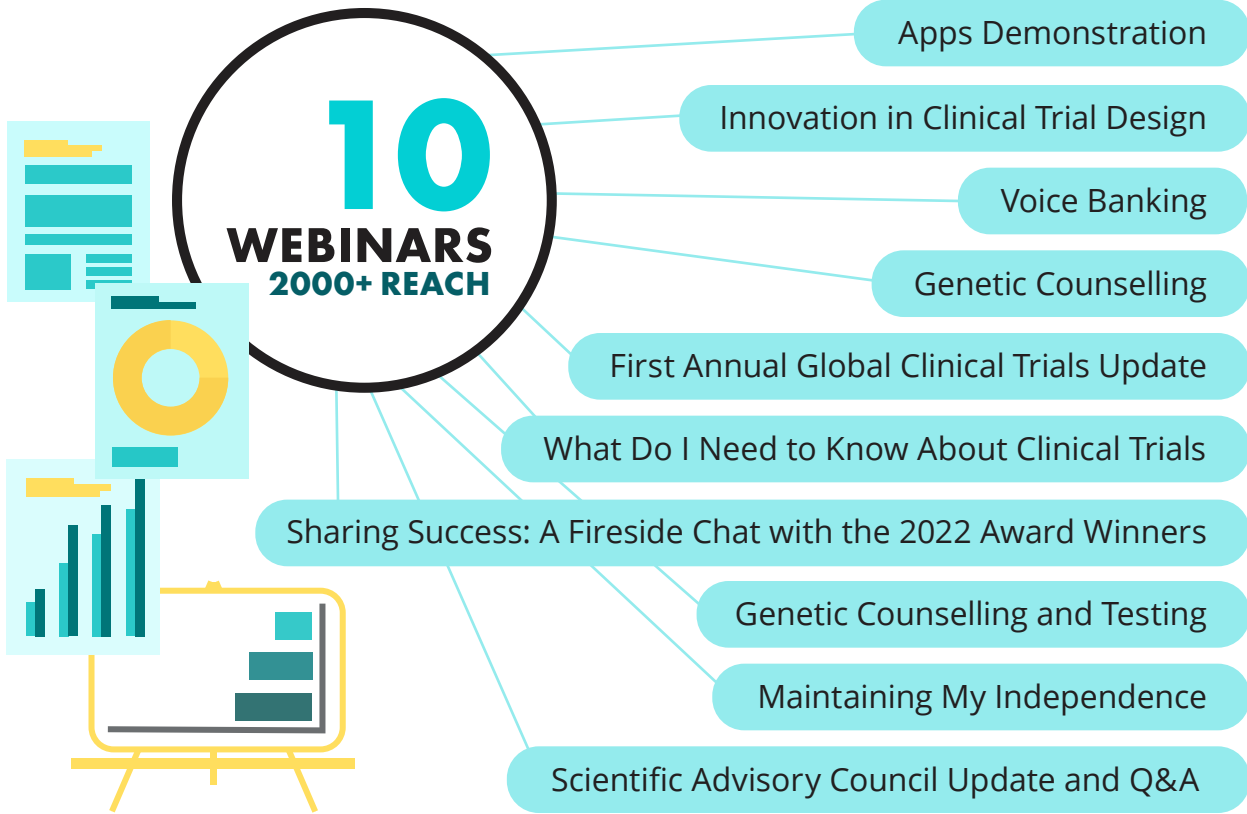 10
WEBINARS
2000+ REACH
Apps Demonstration
Innovation in Clinical Trial Design
Voice Banking
Genetic Counselling
First Annual Global Clinical Trials Update
What Do I Need to Know About Clinical Trials
Sharing Success: A Fireside Chat with the 2022 Award Winners
Genetic Counselling and Testing
Maintaining My Independence
Scientific Advisory Council Update and Q&A